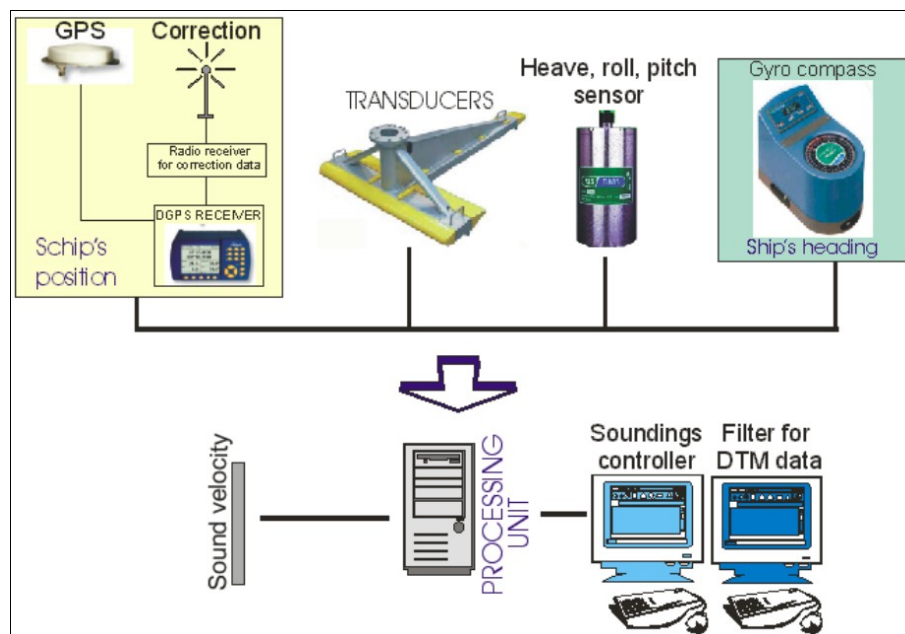 GPS
Correction
Radio receiver
for correction data
DGPS RECEIVER
Schip's
position
TRANSDUCERS
Heave, roll, pitch
sensor
Gyro compass
Ship's heading
Sound velocity
PROCESSING
UNIT
Soundings
controller
Filter for
DTM data